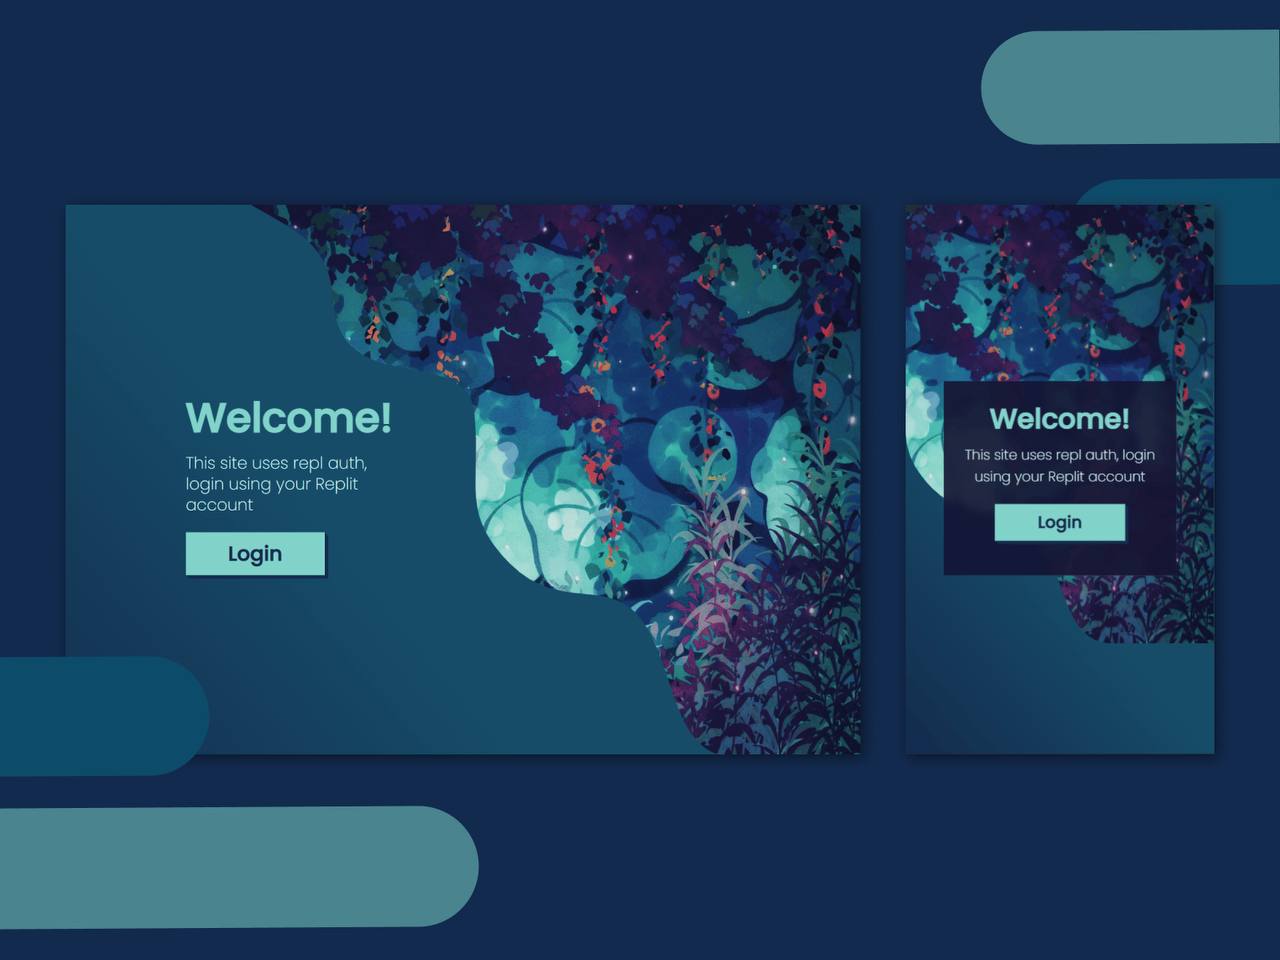 Welcome!
This site uses repl auth,
login using your Replit
account
Login
Welcome!
This site uses repl auth, login
using your Replit account
Login